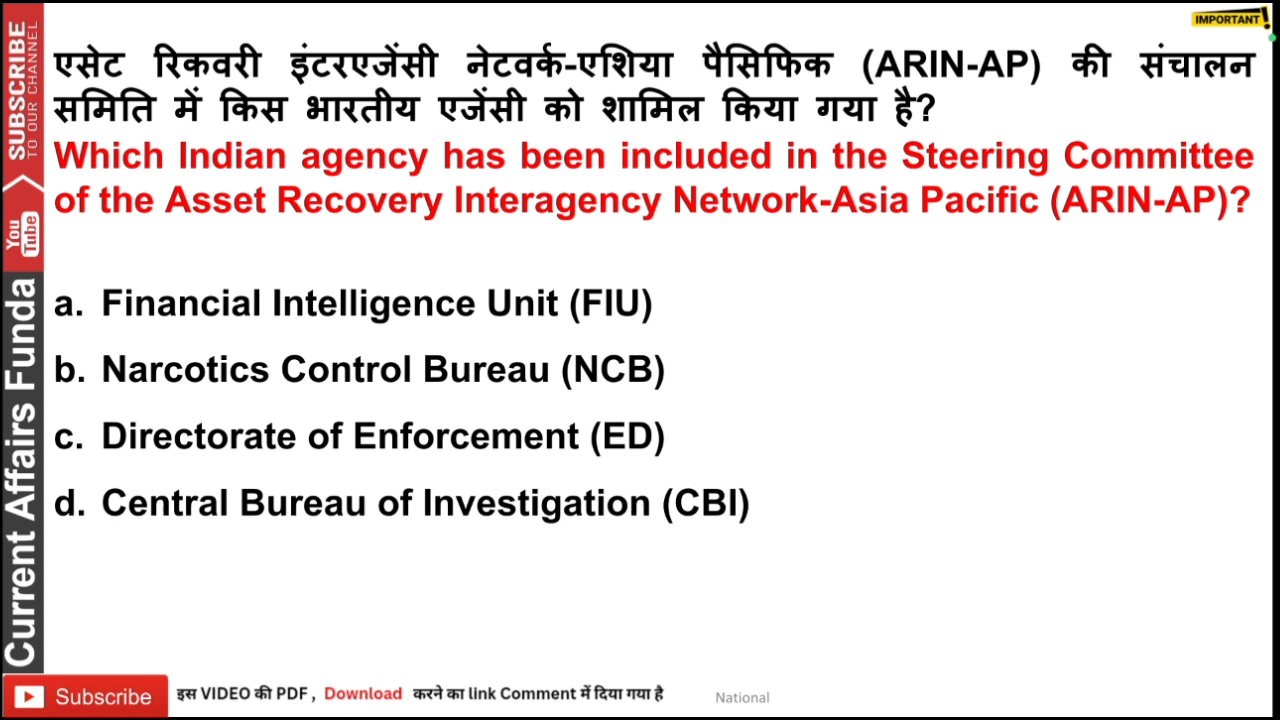 IMPORTANT
एसेट रिकवरी इंटरएजेंसी नेटवर्क-एशिया पैसिफिक (ARIN-AP) की संचालन
समिति में किस भारतीय एजेंसी को शामिल किया गया है?
Which Indian agency has been included in the Steering Committee
of the Asset Recovery Interagency Network-Asia Pacific (ARIN-AP)?
a. Financial Intelligence Unit (FIU)
b. Narcotics Control Bureau (NCB)
c. Directorate of Enforcement (ED)
d. Central Bureau of Investigation (CBI)
SUBSCRIBE
TO OUR CHANNEL
You
Tube
Current Affairs Funda
Subscribe
इस VIDEO की PDF , Download करने का link Comment में दिया गया है
National